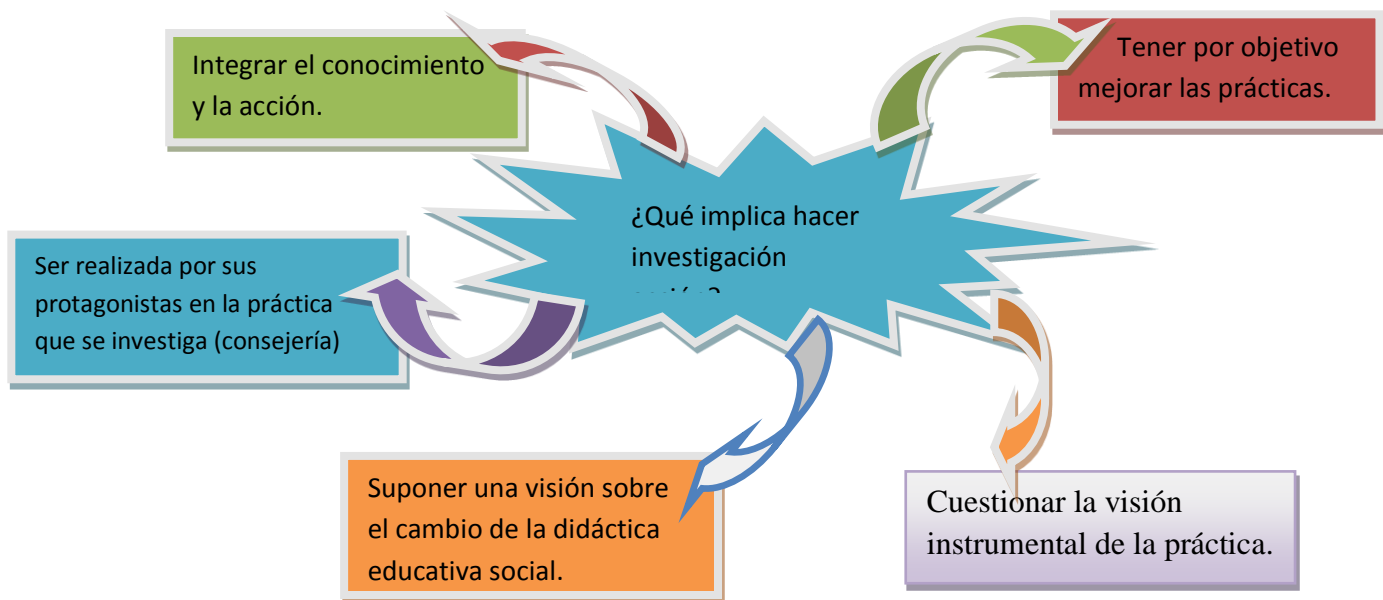 Integrar el conocimiento
y la acción.
Tener por objetivo
mejorar las prácticas.
¿Qué implica hacer
investigación
Ser realizada por sus
protagonistas en la práctica
que se investiga (consejería)
Suponer una visión sobre
el cambio de la didáctica
educativa social.
Cuestionar la visión
instrumental de la práctica.